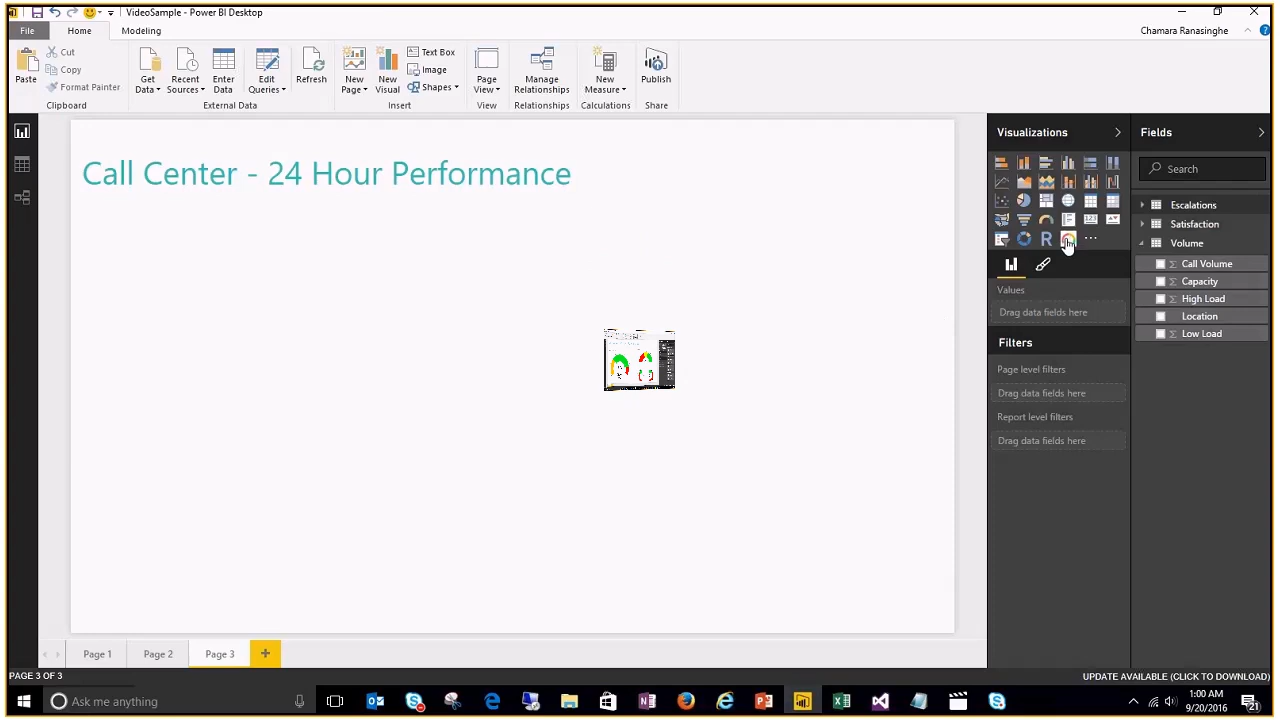 VideoSample - Power BI Desktop
File
Home
Modeling
Chamara Ranasinghe
Paste
Cut
Copy
Format Painter
Clipboard
Get Data
Recent Sources
Enter Data
Edit Queries
Refresh
External Data
New Page
New Visual
Text Box
Image
Shapes
Insert
Page View
View
Manage Relationships
Relationships
New Measure
Calculations
Publish
Share
Call Center - 24 Hour Performance
Visualizations
R
Values
Drag data fields here
Filters
Page level filters
Drag data fields here
Report level filters
Drag data fields here
Fields
Search
Escalations
Satisfaction
Volume
Call Volume
Capacity
High Load
Location
Low Load
Page 1
Page 2
Page 3
PAGE 3 OF 3
UPDATE AVAILABLE (CLICK TO DOWNLOAD)
Ask me anything
1:00 AM
9/20/2016
21